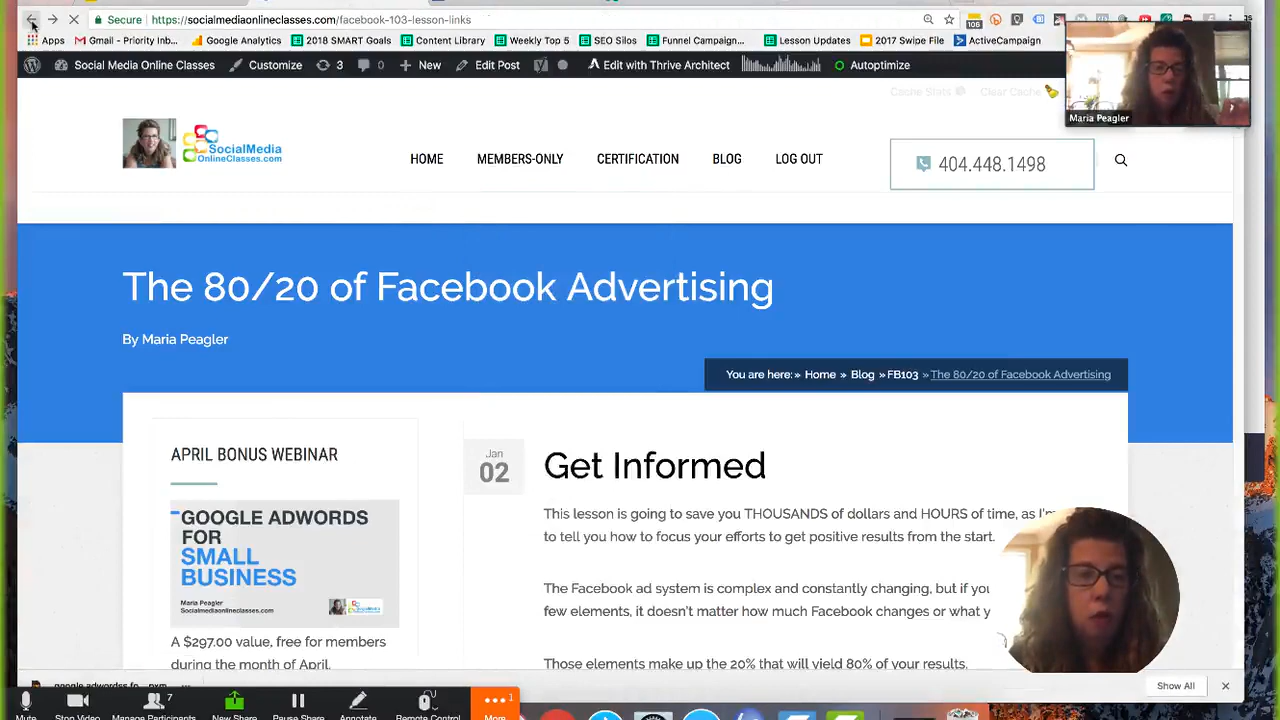 Secure https://socialmediaonlineclasses.com/facebook-103-lesson-links
106
Apps Gmail - Priority Inb... Google Analytics 2018 SMART Goals Content Library Weekly Top 5 SEO Silos Funnel Campaign... Lesson Updates 2017 Swipe File ActiveCampaign
Social Media Online Classes Customize 3 0 New Edit Post Edit with Thrive Architect Autoptimize
Cache Stats Clear Cache
Maria Peagler
SocialMedia
OnlineClasses.com
HOME MEMBERS-ONLY CERTIFICATION BLOG LOG OUT 404.448.1498
The 80/20 of Facebook Advertising
By Maria Peagler
You are here:» Home » Blog » FB103 » The 80/20 of Facebook Advertising
APRIL BONUS WEBINAR
GOOGLE ADWORDS
FOR
SMALL
BUSINESS
Maria Peagler
Socialmediaonlineclasses.com
A $297.00 value, free for members
during the month of April.
Jan
02
Get Informed
This lesson is going to save you THOUSANDS of dollars and HOURS of time, as I'm
to tell you how to focus your efforts to get positive results from the start.
The Facebook ad system is complex and constantly changing, but if you
few elements, it doesn't matter how much Facebook changes or what y
Those elements make up the 20% that will yield 80% of your results.
Show All
Mute Stop Video Manage Participants 7 New Share Pause Share Annotate Remote Control More 1